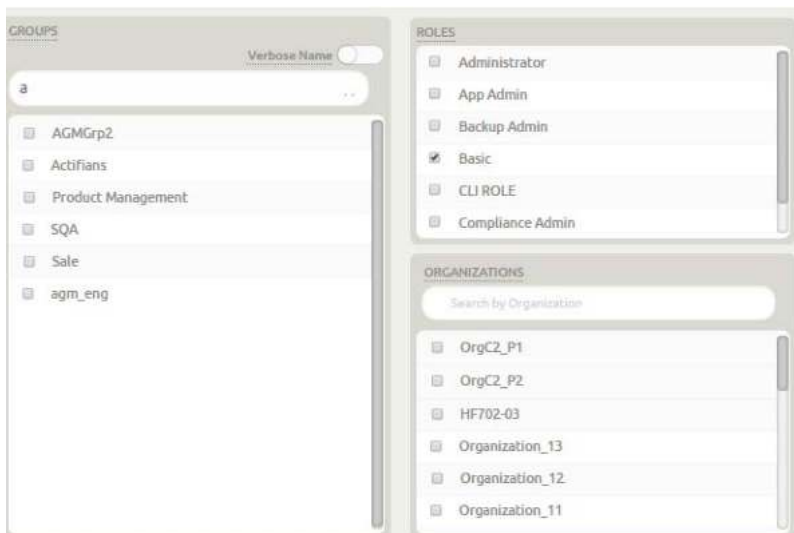 GROUPS
Verbose Name
a
AGMGrp2
Actifians
Product Management
SQA
Sale
agm_eng
ROLES
Administrator
App Admin
Backup Admin
Basic
CLI ROLE
Compliance Admin
ORGANIZATIONS
Search by Organization
OrgC2_P1
OrgC2_P2
HF702-03
Organization_13
Organization_12
Organization_11